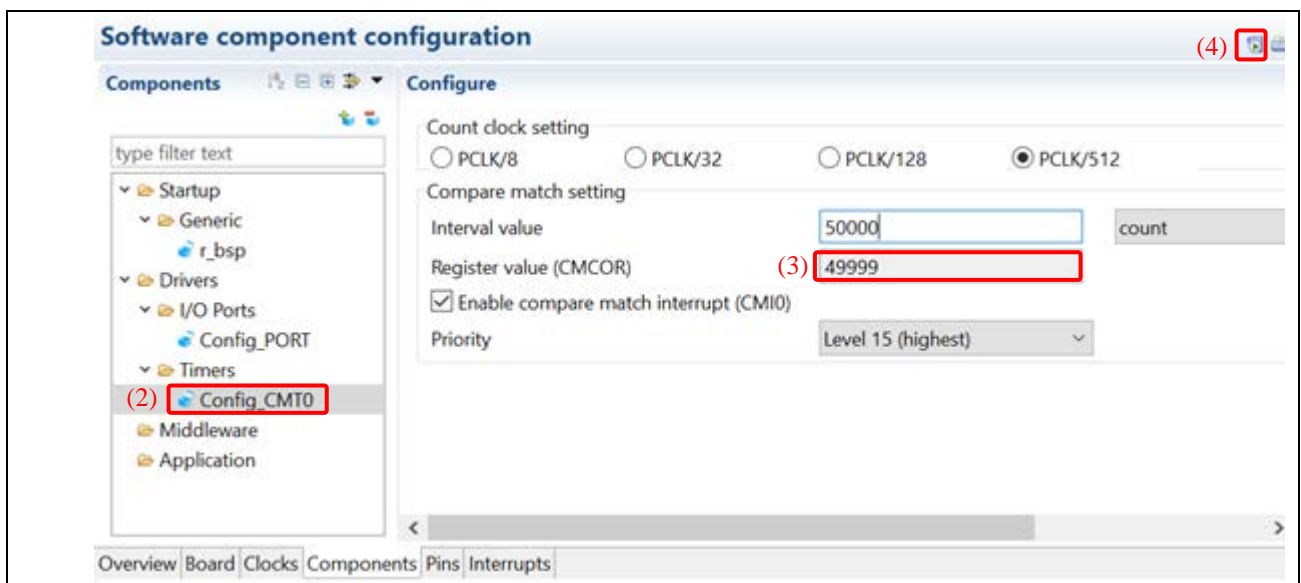 Software component configuration
(4)
Components
Configure
type filter text
Startup
Generic
r_bsp
Drivers
I/O Ports
Config_PORT
Timers
(2) Config_CMT0
Middleware
Application
Count clock setting
PCLK/8 PCLK/32 PCLK/128 PCLK/512
Compare match setting
Interval value 50000 count
Register value (CMCOR) (3) 49999
Enable compare match interrupt (CMI0)
Priority Level 15 (highest)
Overview Board Clocks Components Pins Interrupts